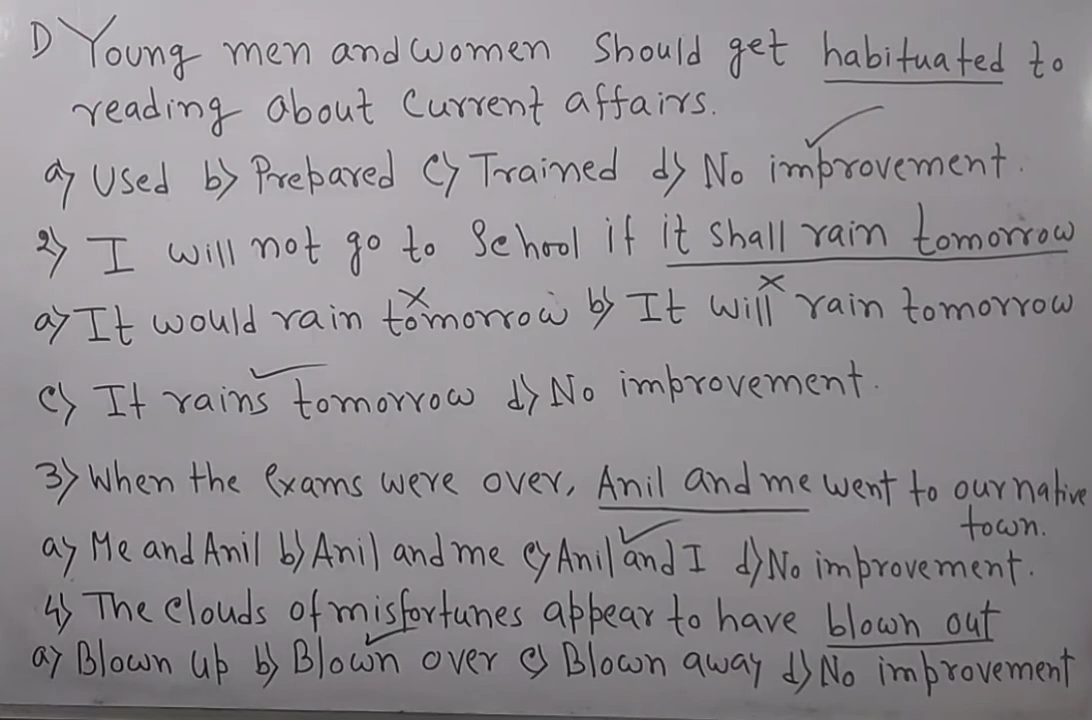 1) Young men and women should get habituated to
reading about current affairs.
a) Used b) Prepared c) Trained d) No improvement.
2) I will not go to School if it shall rain tomorrow
a) It would rain tomorrow b) It will rain tomorrow
c) It rains tomorrow d) No improvement.
3) When the exams were over, Anil and me went to our native
town.
a) Me and Anil b) Anil and me c) Anil and I d) No improvement.
4) The clouds of misfortunes appear to have blown out
a) Blown up b) Blown over c) Blown away d) No improvement